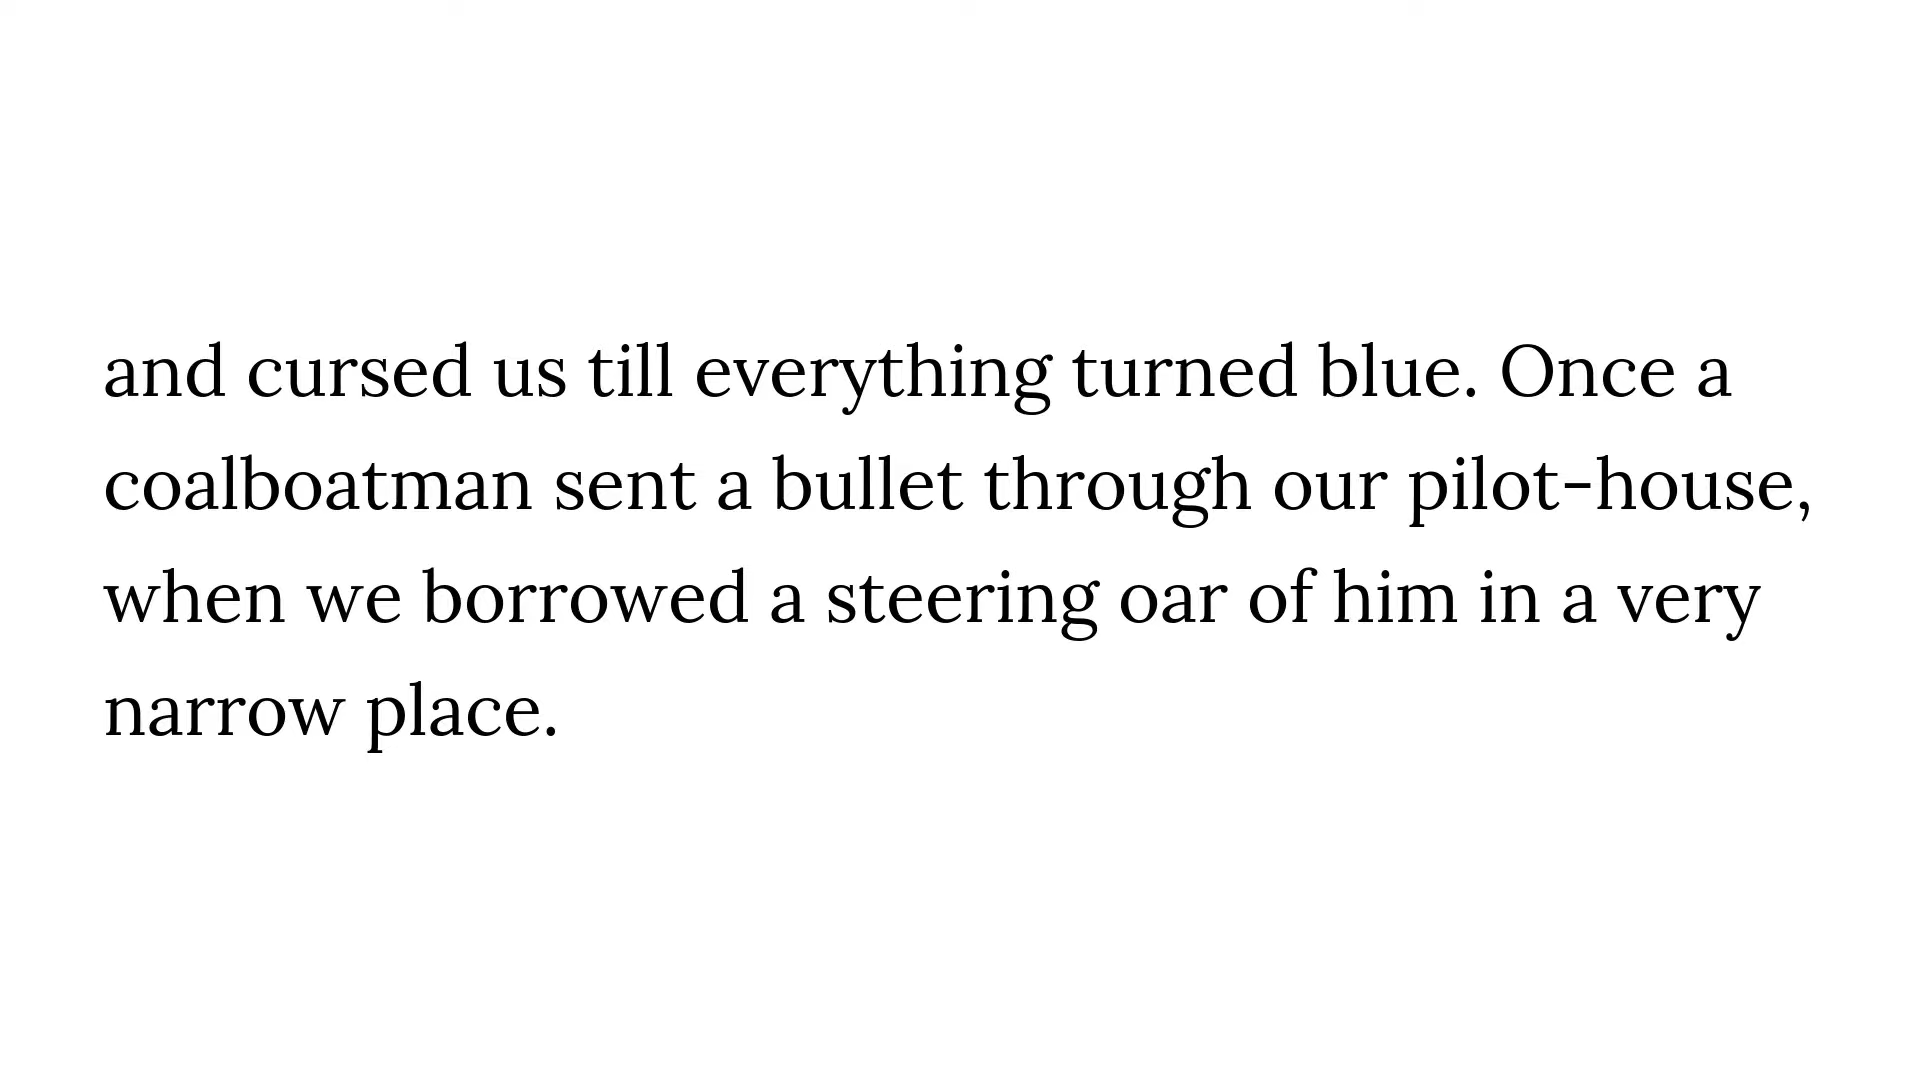 and cursed us till everything turned blue. Once a
coalboatman sent a bullet through our pilot-house,
when we borrowed a steering oar of him in a very
narrow place.